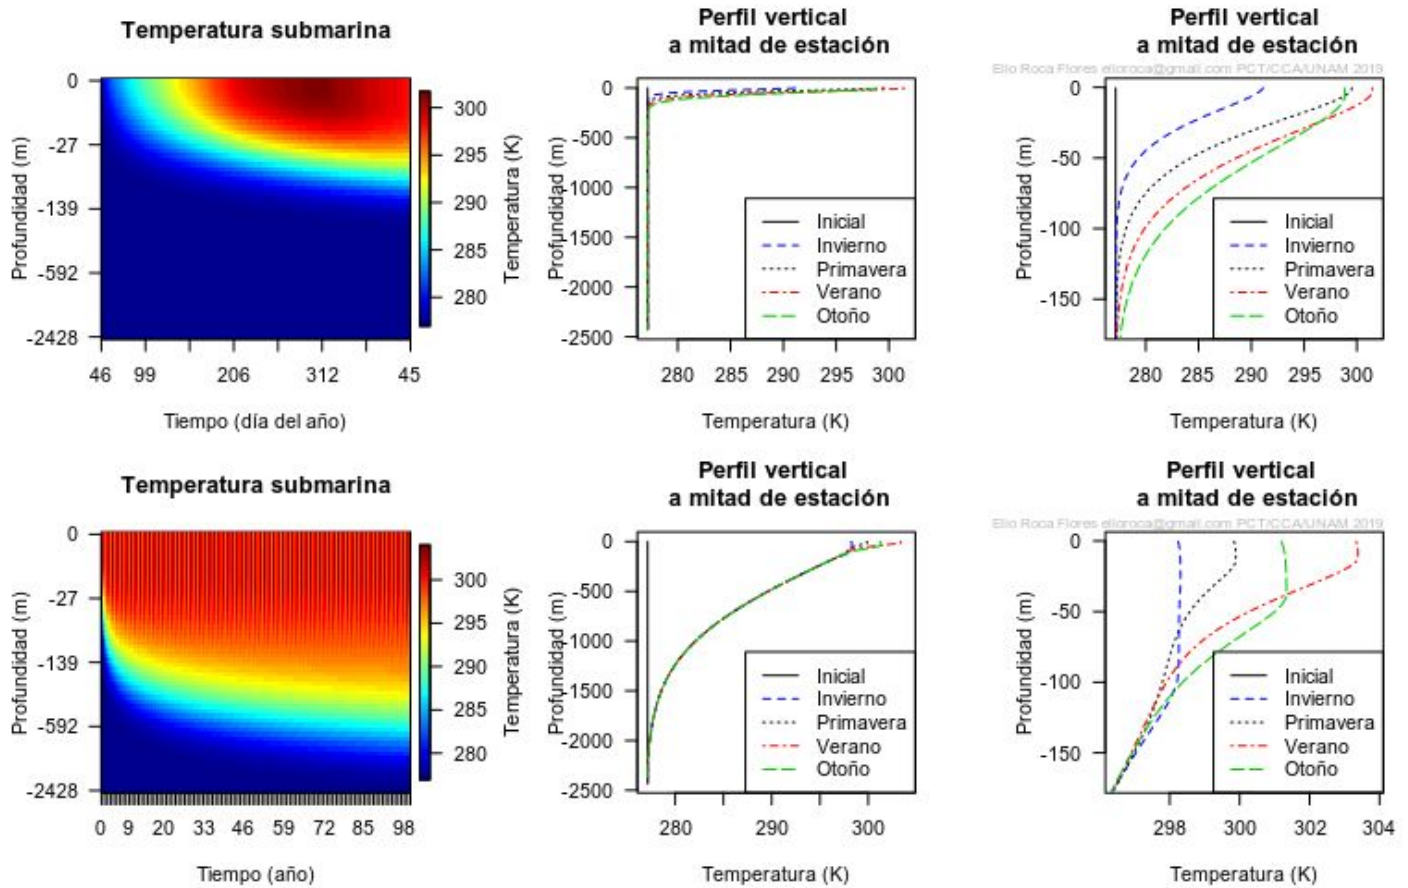 Temperatura submarina
0
-27
-139
-592
-2428
Profundidad (m)
46 99 206 312 45
Tiempo (día del año)
300
295
290
285
280
Temperatura (K)
Perfil vertical
a mitad de estación
0
-500
-1000
-1500
-2000
-2500
Profundidad (m)
Inicial
Invierno
Primavera
Verano
Otoño
280 285 290 295 300
Temperatura (K)
Perfil vertical
a mitad de estación
Elio Roca Flores elioroca@gmail.com PCT/CCA/UNAM 2019
0
-50
-100
-150
Profundidad (m)
Inicial
Invierno
Primavera
Verano
Otoño
280 285 290 295 300
Temperatura (K)
Temperatura submarina
0
-27
-139
-592
-2428
Profundidad (m)
0 9 20 33 46 59 72 85 98
Tiempo (año)
300
295
290
285
280
Temperatura (K)
Perfil vertical
a mitad de estación
0
-500
-1000
-1500
-2000
-2500
Profundidad (m)
Inicial
Invierno
Primavera
Verano
Otoño
280 290 300
Temperatura (K)
Perfil vertical
a mitad de estación
Elio Roca Flores elioroca@gmail.com PCT/CCA/UNAM 2019
0
-50
-100
-150
Profundidad (m)
Inicial
Invierno
Primavera
Verano
Otoño
298 300 302 304
Temperatura (K)